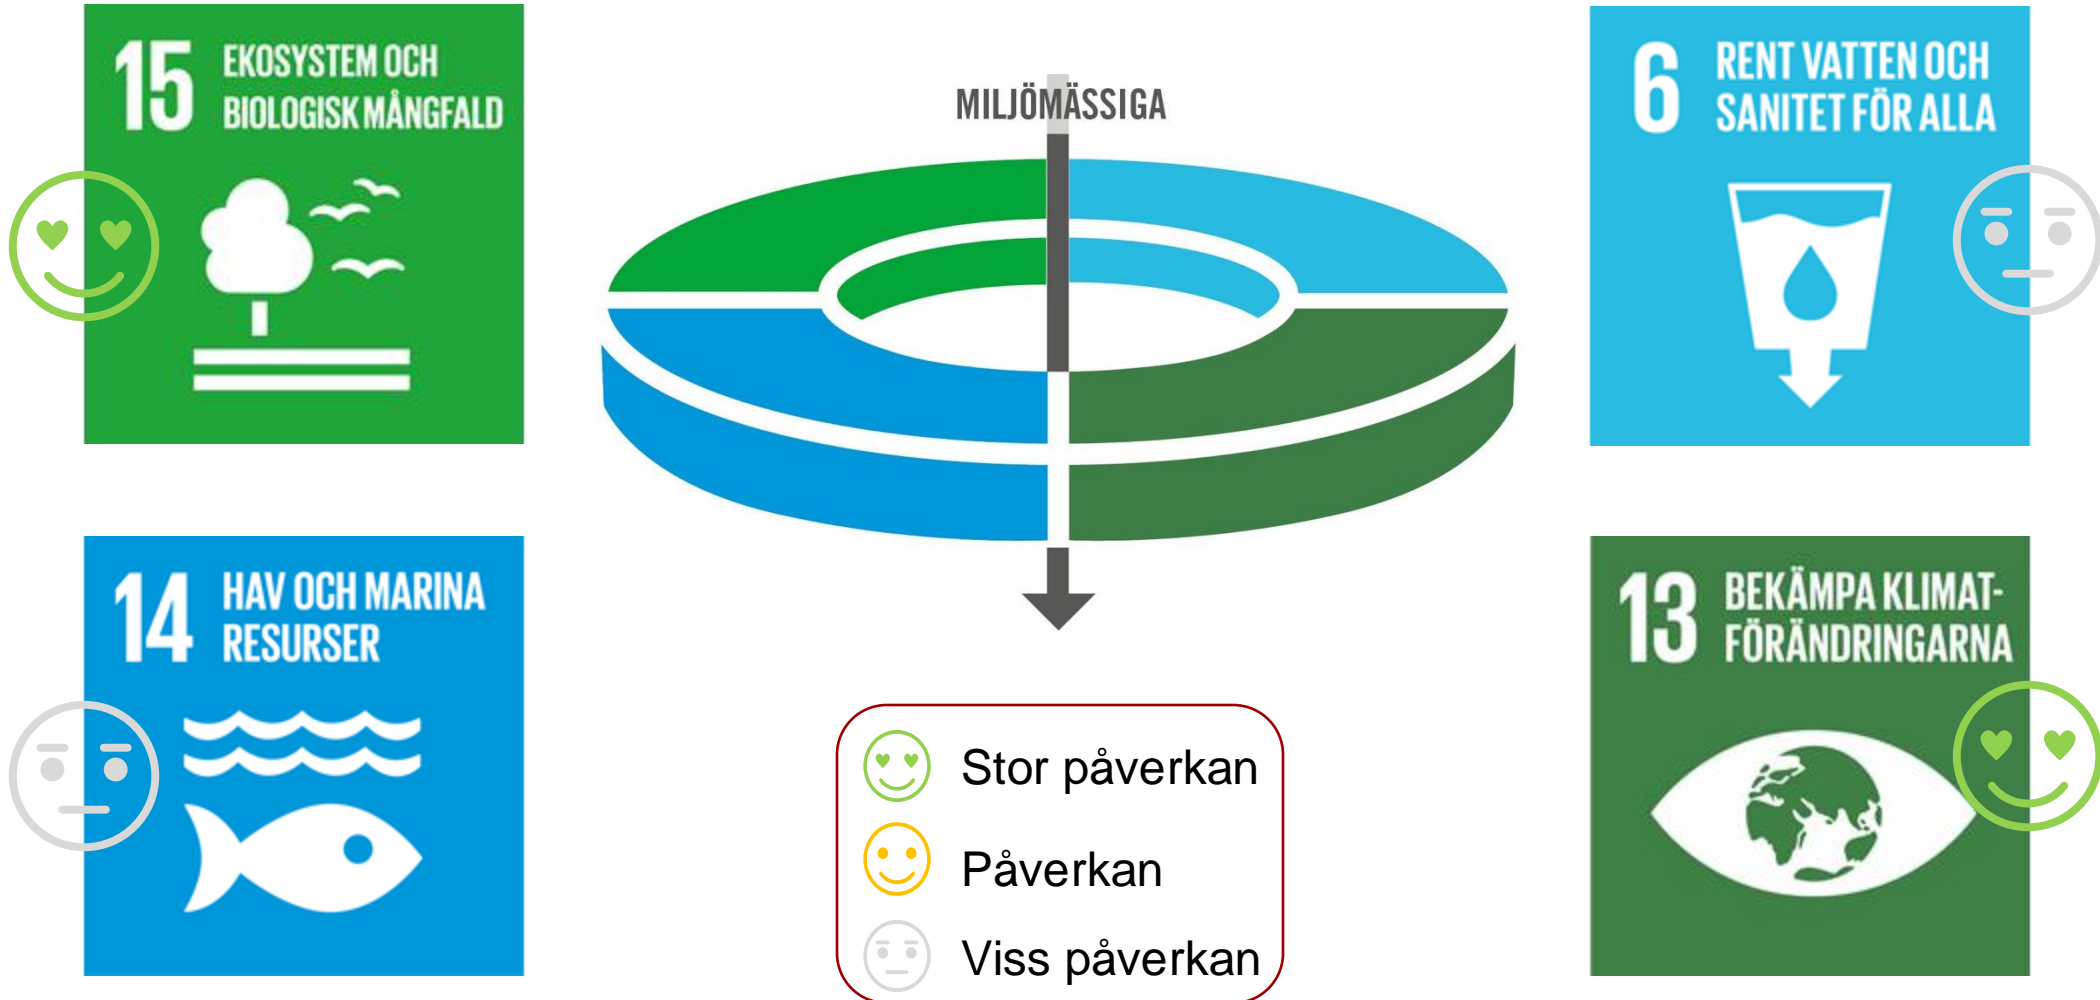 15 EKOSYSTEM OCH
BIOLOGISK MÅNGFALD
MILJÖMÄSSIGA
6 RENT VATTEN OCH
SANITET FÖR ALLA
14 HAV OCH MARINA
RESURSER
13 BEKÄMPA KLIMAT-
FÖRÄNDRINGARNA
Stor påverkan
Påverkan
Viss påverkan